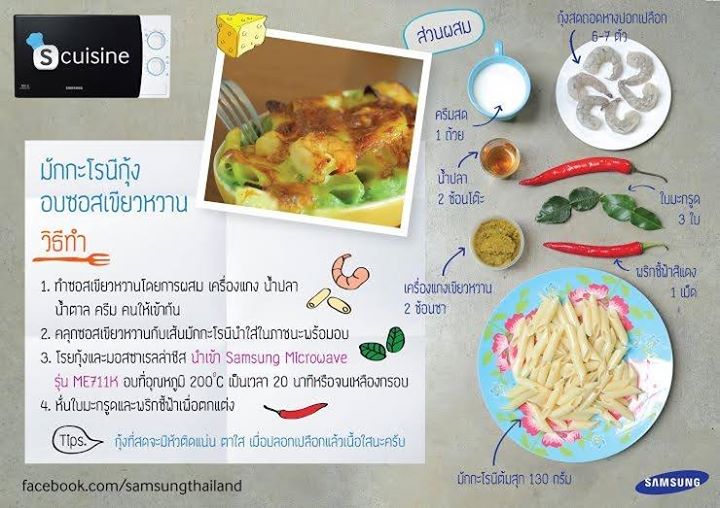 S cuisine
SAMSUNG
ส่วนผสม
กุ้งสดถอดหางปอกเปลือก
6-7 ตัว
ครีมสด
1 ถ้วย
น้ำปลา
2 ช้อนโต๊ะ
ใบมะกรูด
3 ใบ
เครื่องแกงเขียวหวาน
2 ช้อนชา
พริกชี้ฟ้าสีแดง
1 เม็ด
มักกะโรนีต้มสุก 130 กรัม
มักกะโรนีกุ้ง
อบซอสเขียวหวาน
วิธีทำ
1. ทำซอสเขียวหวานโดยการผสม เครื่องแกง น้ำปลา
น้ำตาล ครีม คนให้เข้ากัน
2. คลุกซอสเขียวหวานกับเส้นมักกะโรนีนำใส่ในภาชนะพร้อมอบ
3. โรยกุ้งและมอสซาเรลล่าชีส นำเข้า Samsung Microwave
รุ่น ME711K อบที่อุณหภูมิ 200°C เป็นเวลา 20 นาทีหรือจนเหลืองกรอบ
4. หั่นใบมะกรูดและพริกชี้ฟ้าเพื่อตกแต่ง
Tips. กุ้งที่สดจะมีหัวติดแน่น ตาใส เมื่อปลอกเปลือกแล้วเนื้อใสนะครับ
facebook.com/samsungthailand
SAMSUNG